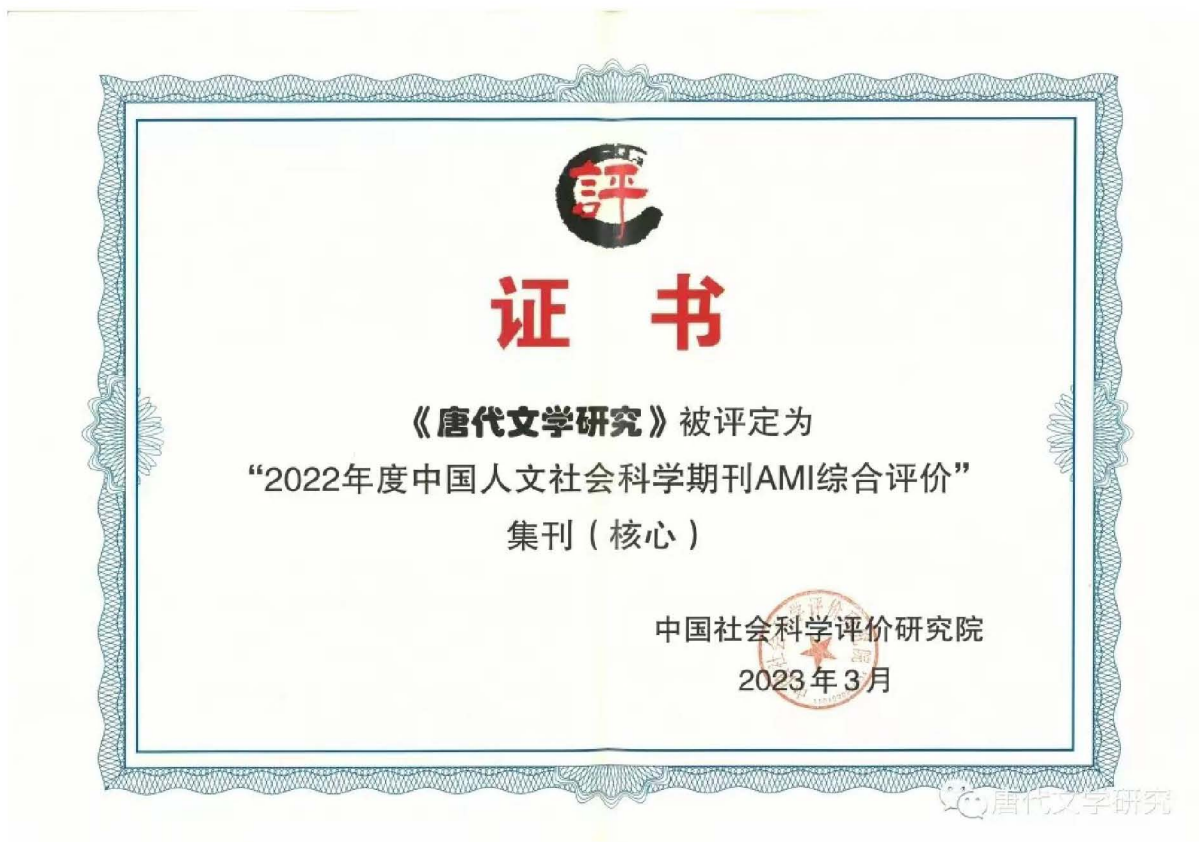 評
证 书
《唐代文学研究》被评定为
“2022年度中国人文社会科学期刊AMI综合评价”
集刊（核心）
中国社会科学评价研究院
2023年3月
唐代文学研究